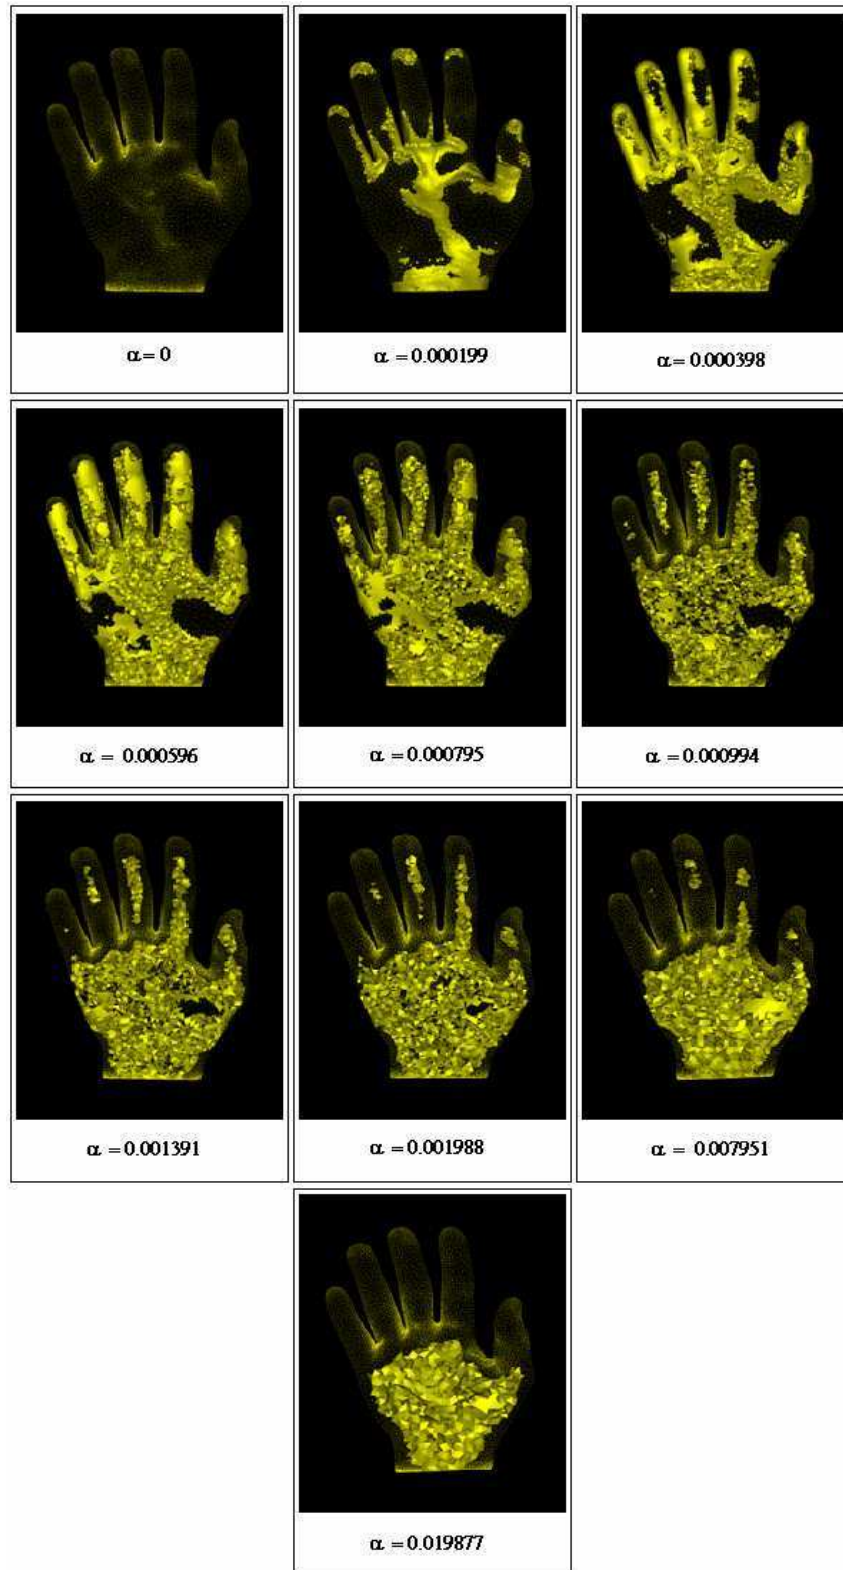 α= 0
α = 0.000199
α = 0.000398
α = 0.000596
α = 0.000795
α = 0.000994
α = 0.001391
α = 0.001988
α = 0.007951
α = 0.019877